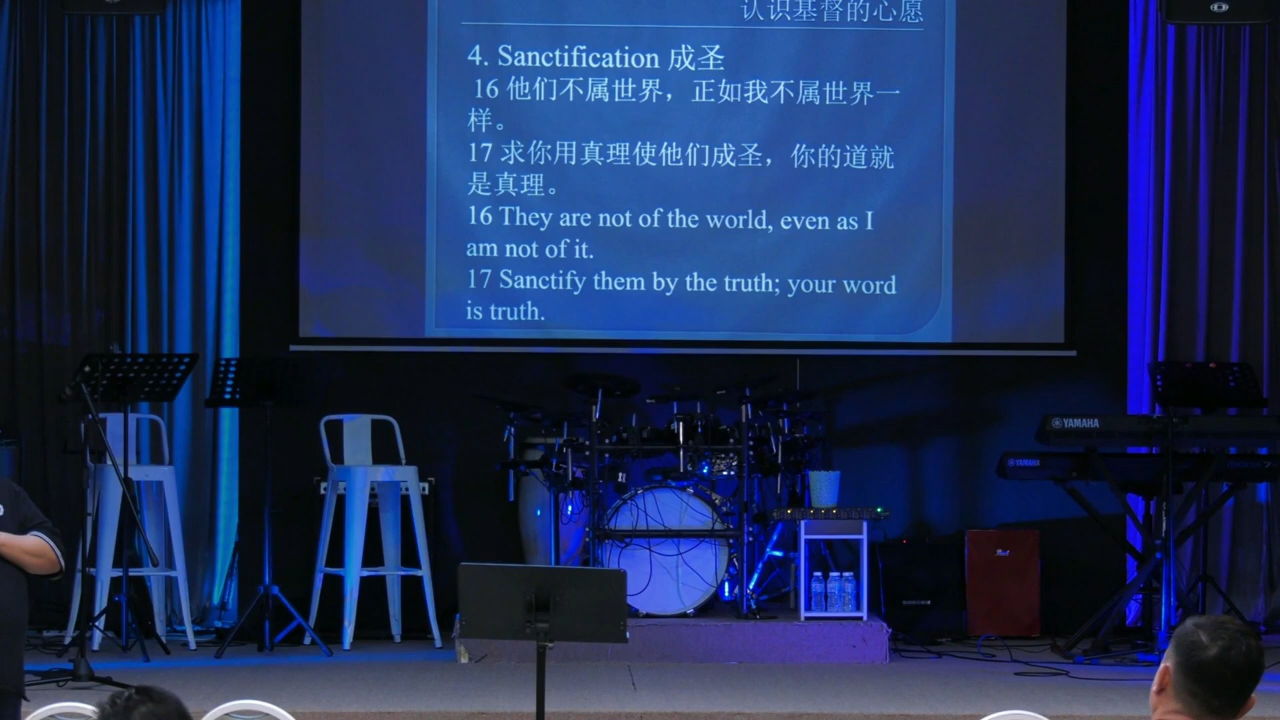 认识基督的心愿
4. Sanctification 成圣
16 他们不属世界，正如我不属世界一
样。
17 求你用真理使他们成圣，你的道就
是真理。
16 They are not of the world, even as I
am not of it.
17 Sanctify them by the truth; your word
is truth.
YAMAHA
YAMAHA